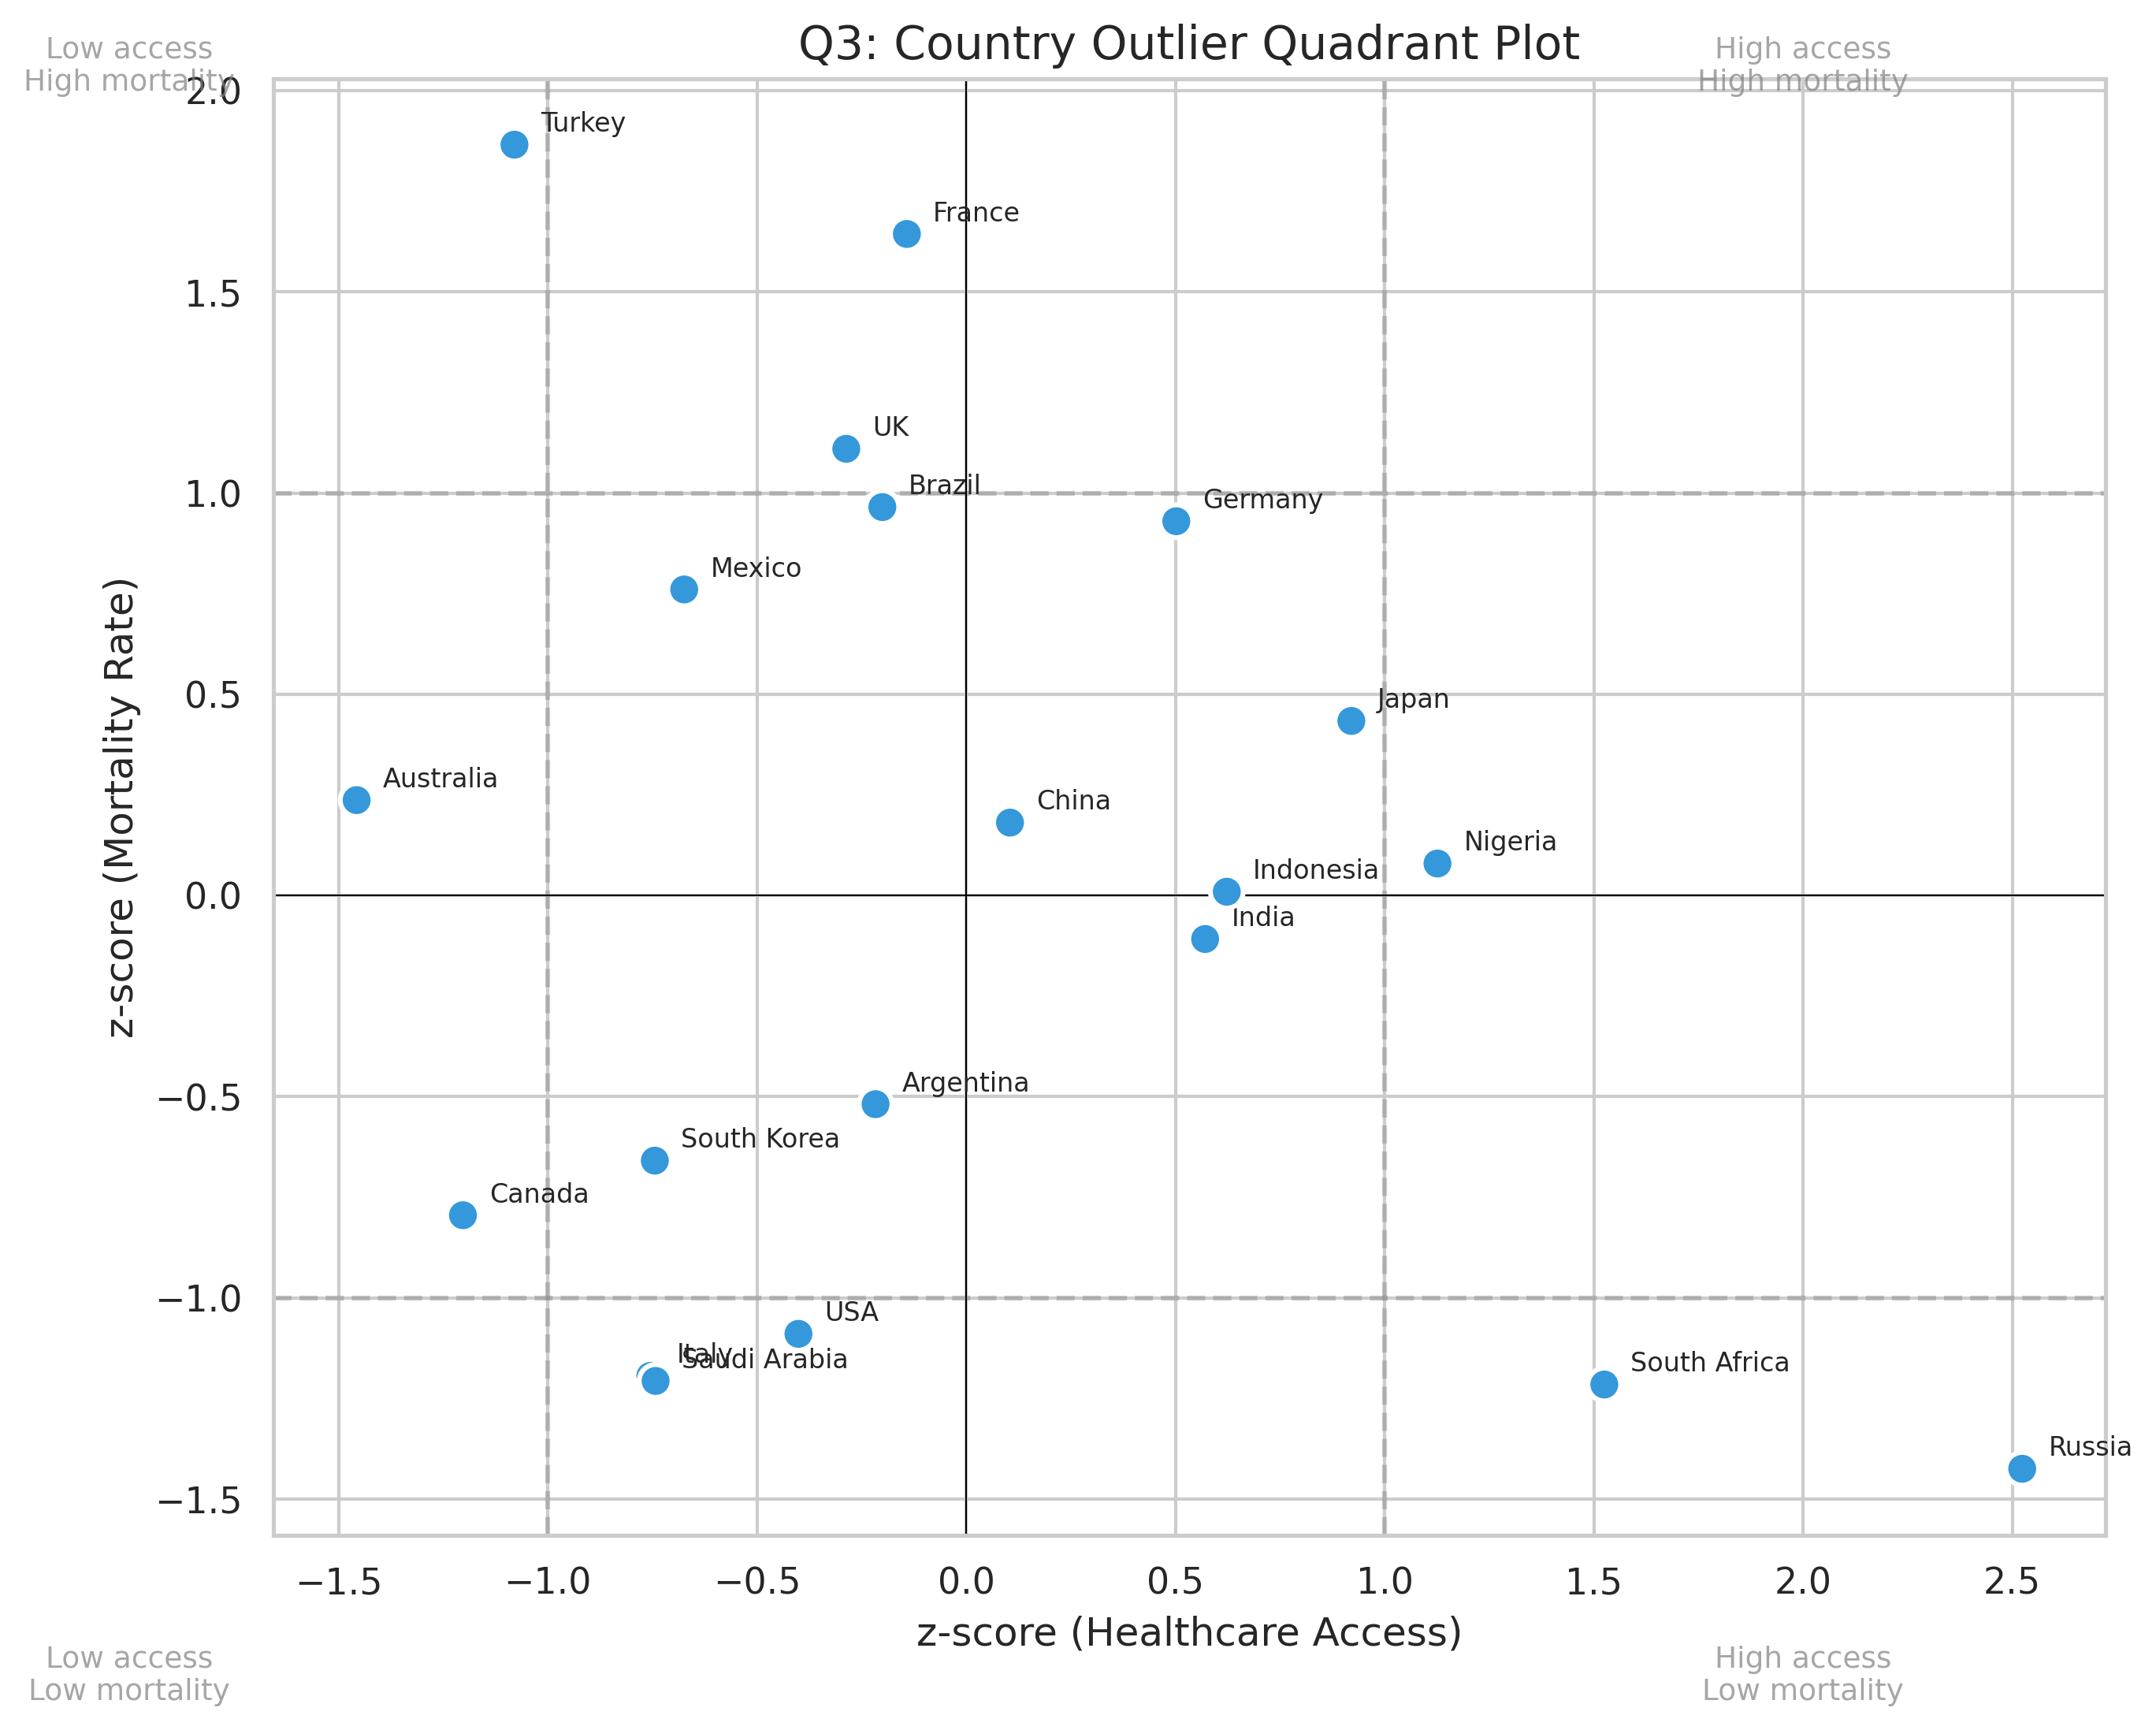 Q3: Country Outlier Quadrant Plot
Low access
High mortality
High access
High mortality
2.0
1.5
1.0
0.5
0.0
−0.5
−1.0
−1.5
z-score (Mortality Rate)
Turkey
France
UK
Brazil
Germany
Mexico
Japan
Australia
China
Nigeria
Indonesia
India
Argentina
South Korea
Canada
USA
Italy
Saudi Arabia
South Africa
Russia
−1.5
−1.0
−0.5
0.0
0.5
1.0
1.5
2.0
2.5
z-score (Healthcare Access)
Low access
Low mortality
High access
Low mortality